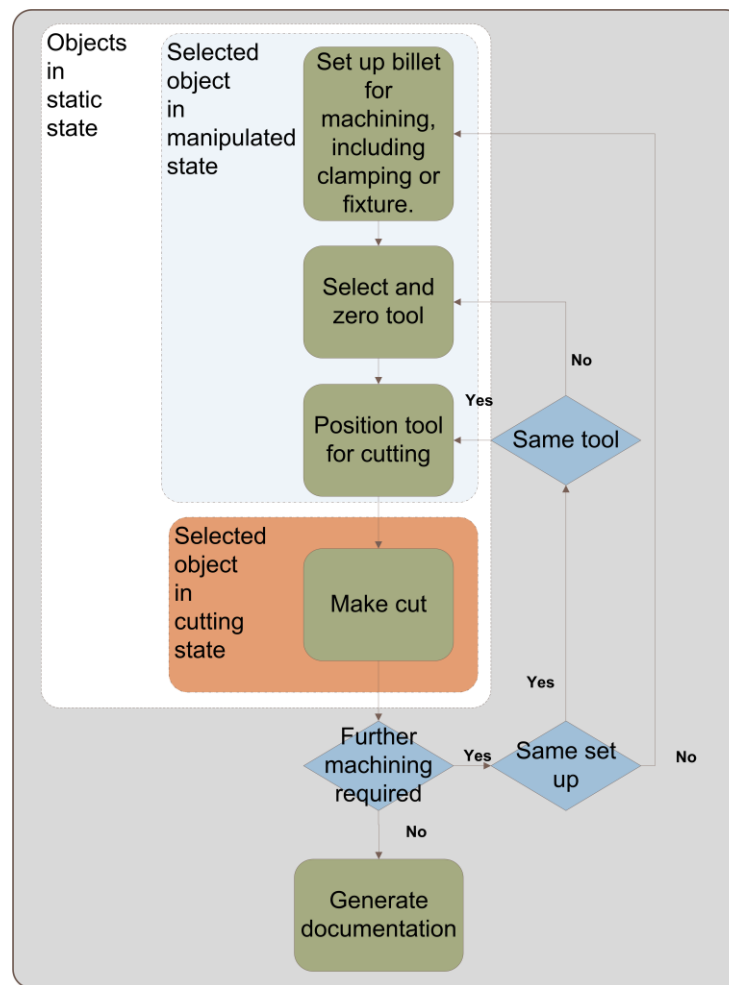 Objects
in
static
state
Selected
object
in
manipulated
state
Set up billet
for
machining,
including
clamping or
fixture.
Select and
zero tool
No
Yes
Position tool
for cutting
Same tool
Selected
object
in
cutting
state
Make cut
Yes
Further
machining
required
Yes
Same set
up
No
No
Generate
documentation